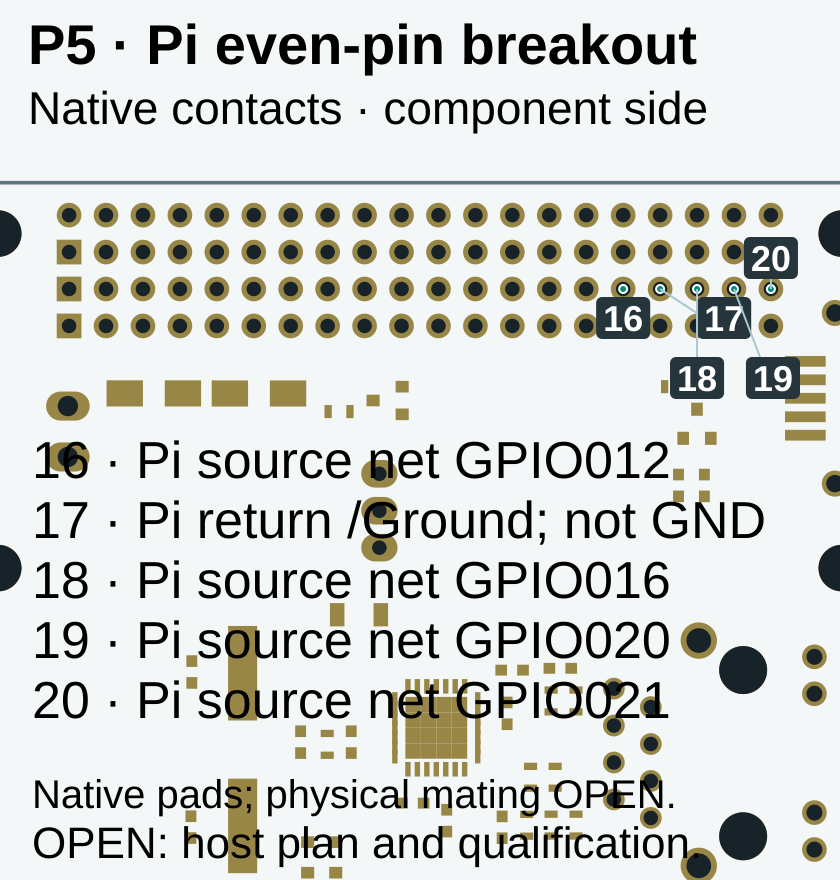 P5 · Pi even-pin breakout
Native contacts · component side
20
16
17
18
19
16 · Pi source net GPIO012
17 · Pi return /Ground; not GND
18 · Pi source net GPIO016
19 · Pi source net GPIO020
20 · Pi source net GPIO021
Native pads; physical mating OPEN.
OPEN: host plan and qualification.